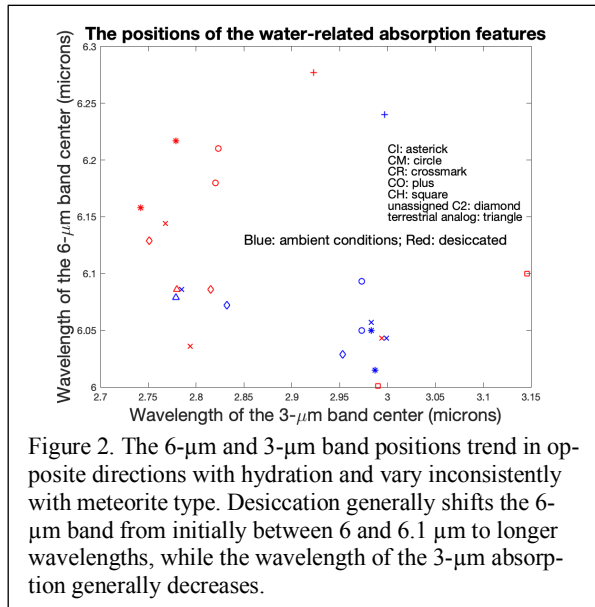 The positions of the water-related absorption features
6.3
6.25
6.2
6.15
6.1
6.05
6
Wavelength of the 6-μm band center (microns)
CI: asterick
CM: circle
CR: crossmark
CO: plus
CH: square
unassigned C2: diamond
terrestrial analog: triangle
Blue: ambient conditions; Red: desiccated
2.7 2.75 2.8 2.85 2.9 2.95 3 3.05 3.1 3.15
Wavelength of the 3-μm band center (microns)
Figure 2. The 6-μm and 3-μm band positions trend in op-
posite directions with hydration and vary inconsistently
with meteorite type. Desiccation generally shifts the 6-
μm band from initially between 6 and 6.1 μm to longer
wavelengths, while the wavelength of the 3-μm absorp-
tion generally decreases.